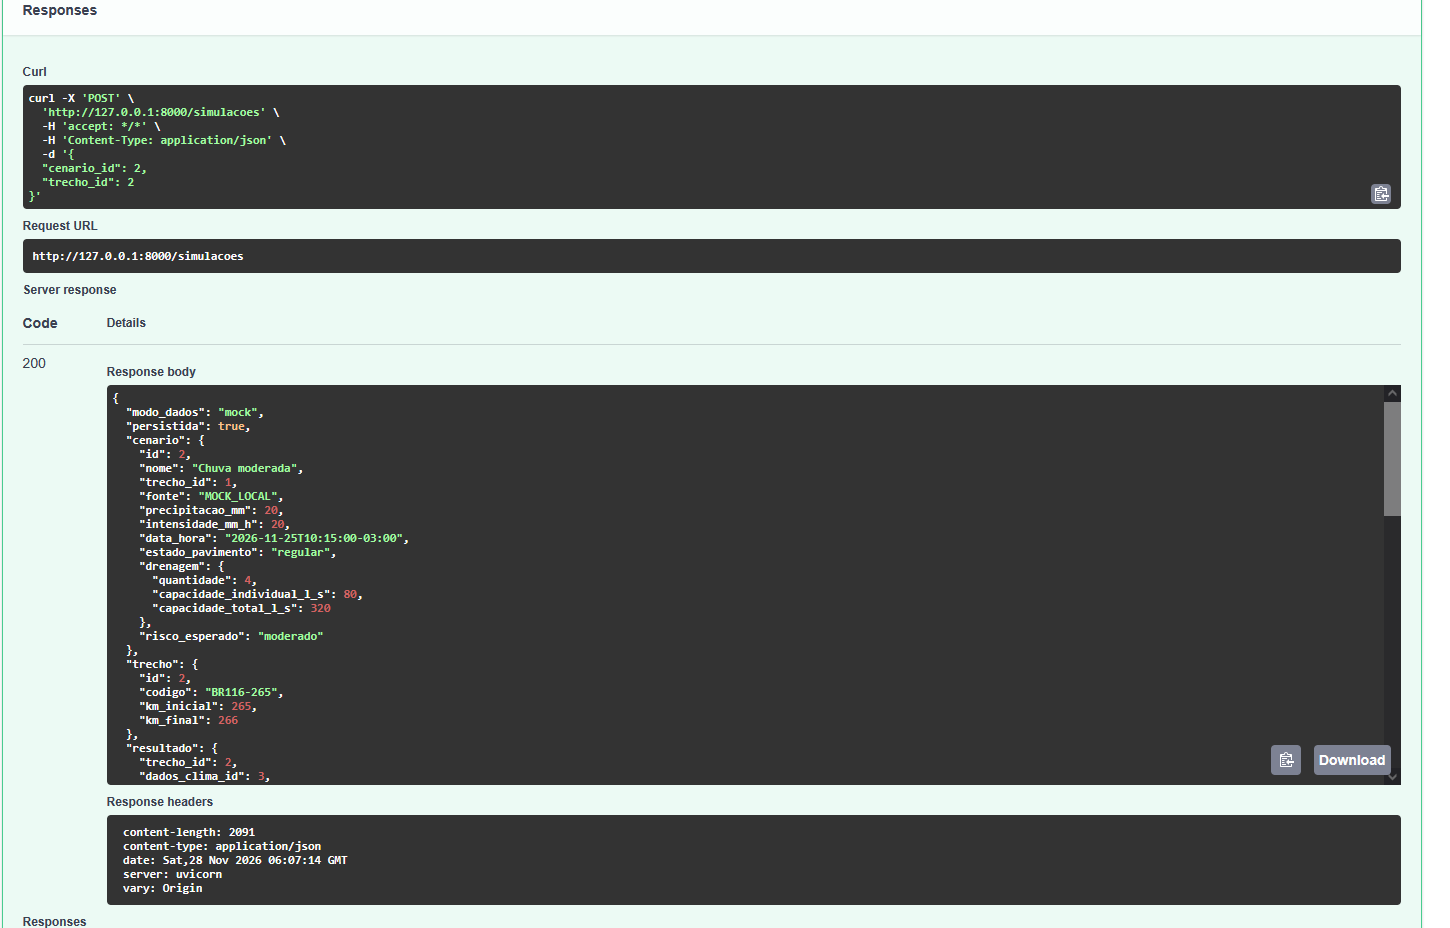 Responses
Curl
curl -X 'POST' \
  'http://127.0.0.1:8000/simulacoes' \
  -H 'accept: */*' \
  -H 'Content-Type: application/json' \
  -d '{
  "cenario_id": 2,
  "trecho_id": 2
}'
Request URL
http://127.0.0.1:8000/simulacoes
Server response
Code Details
200
Response body
{
  "modo_dados": "mock",
  "persistida": true,
  "cenario": {
    "id": 2,
    "nome": "Chuva moderada",
    "trecho_id": 1,
    "fonte": "MOCK_LOCAL",
    "precipitacao_mm": 20,
    "intensidade_mm_h": 20,
    "data_hora": "2026-11-25T10:15:00-03:00",
    "estado_pavimento": "regular",
    "drenagem": {
      "quantidade": 4,
      "capacidade_individual_l_s": 80,
      "capacidade_total_l_s": 320
    },
    "risco_esperado": "moderado"
  },
  "trecho": {
    "id": 2,
    "codigo": "BR116-265",
    "km_inicial": 265,
    "km_final": 266
  },
  "resultado": {
    "trecho_id": 2,
    "dados_clima_id": 3,
Download
Response headers
content-length: 2091
content-type: application/json
date: Sat,28 Nov 2026 06:07:14 GMT
server: uvicorn
vary: Origin
Responses